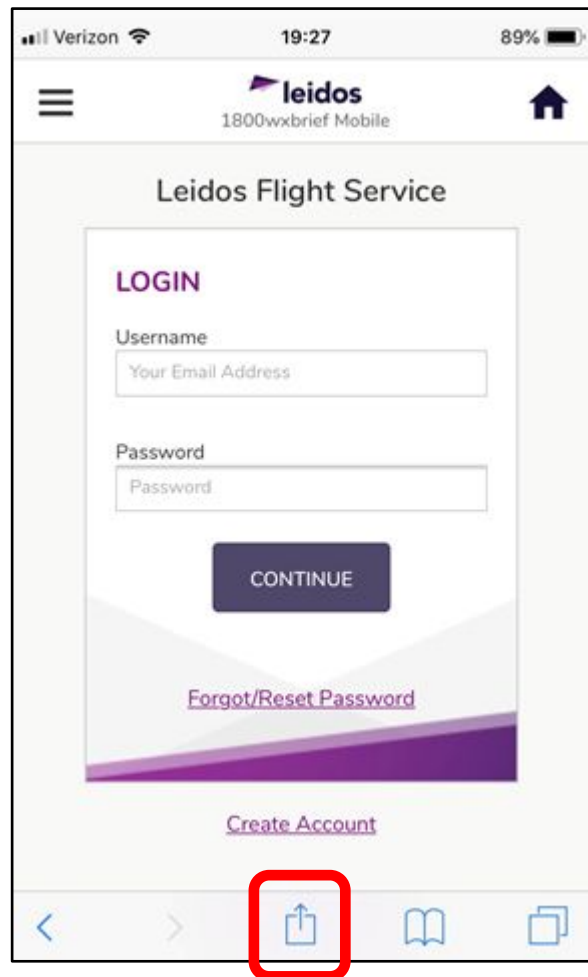 Verizon 19:27 89%
leidos
1800wxbrief Mobile
Leidos Flight Service
LOGIN
Username
Your Email Address
Password
Password
CONTINUE
Forgot/Reset Password
Create Account